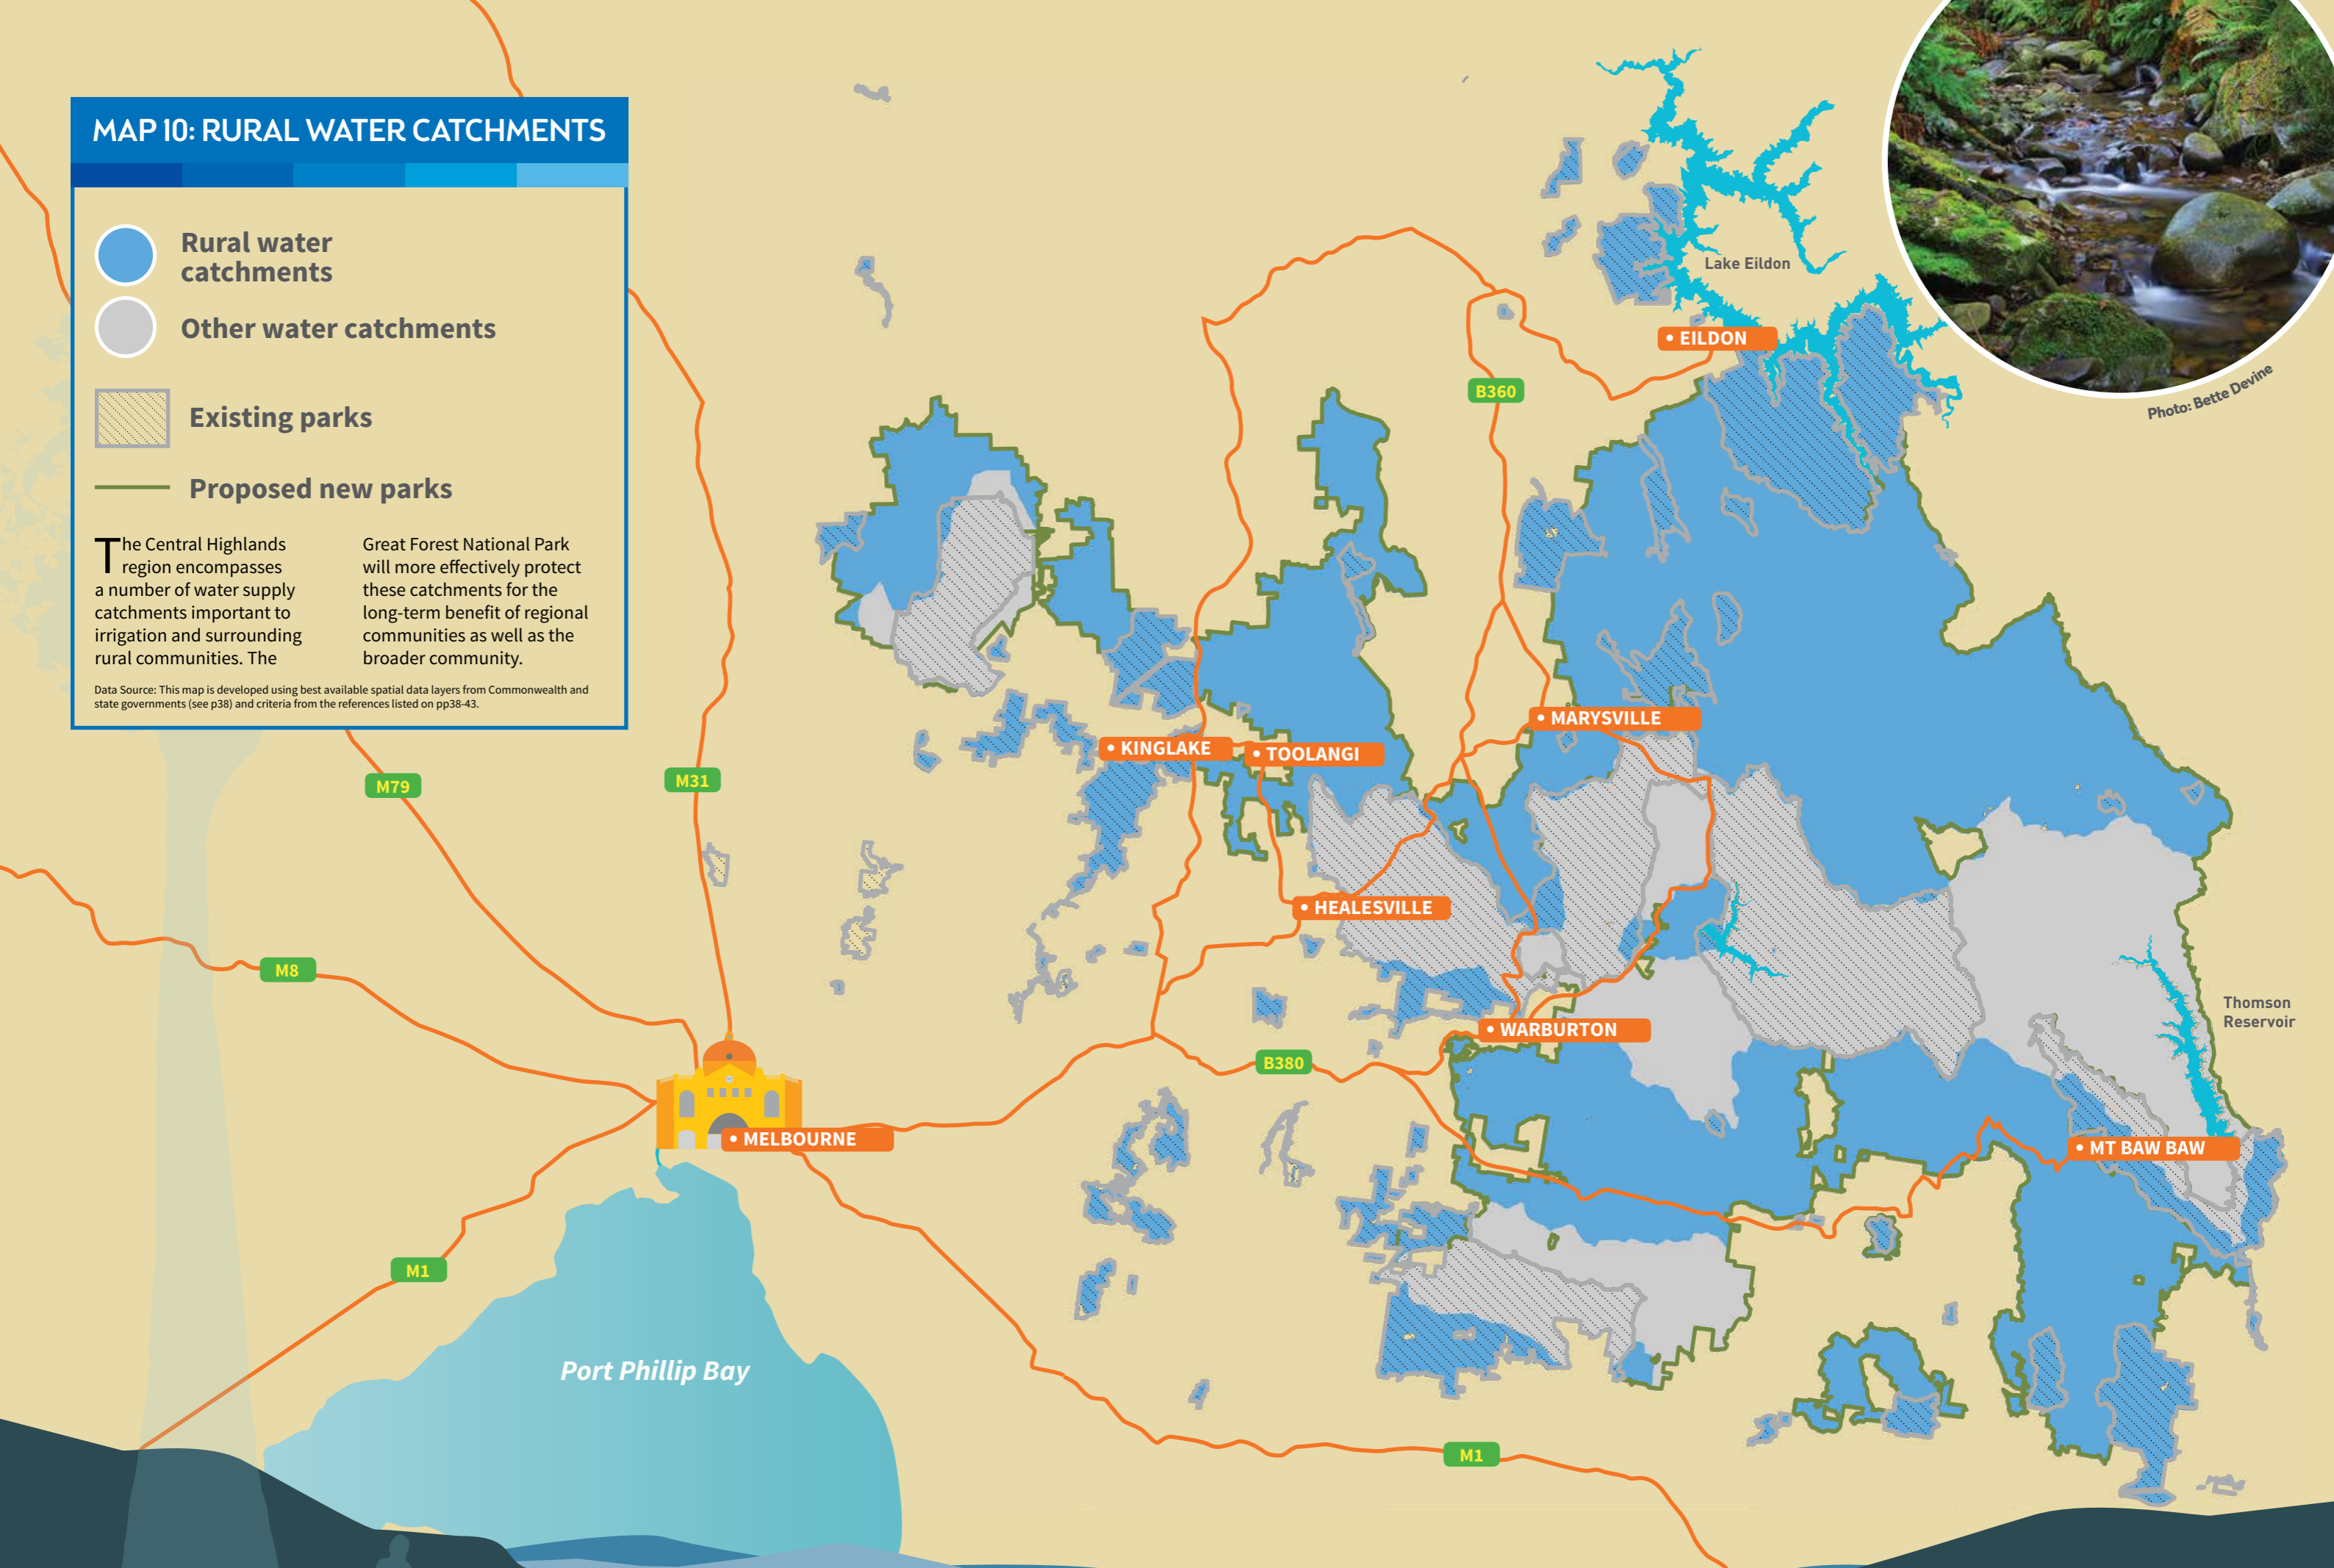 MAP 10: RURAL WATER CATCHMENTS
Rural water
catchments
Other water catchments
Existing parks
Proposed new parks
The Central Highlands
region encompasses
a number of water supply
catchments important to
irrigation and surrounding
rural communities. The
Great Forest National Park
will more effectively protect
these catchments for the
long-term benefit of regional
communities as well as the
broader community.
Data Source: This map is developed using best available spatial data layers from Commonwealth and
state governments (see p38) and criteria from the references listed on pp38-43.
Lake Eildon
• EILDON
B360
Photo: Bette Devine
• MARYSVILLE
• KINGLAKE
• TOOLANGI
M79
M31
• HEALESVILLE
M8
Thomson
Reservoir
• WARBURTON
B380
• MELBOURNE
• MT BAW BAW
M1
Port Phillip Bay
M1